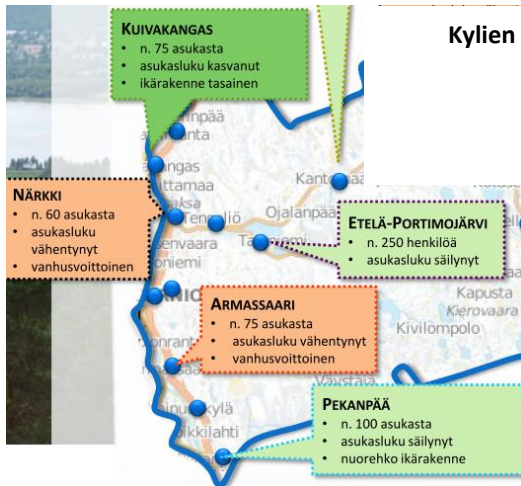 Kylien
KUIVAKANGAS
• n. 75 asukasta
• asukasluku kasvanut
• ikärakenne tasainen
NÄRKKI
• n. 60 asukasta
• asukasluku
vähentynyt
• vanhusvoittoinen
Ojalanpää
ETELÄ-PORTIMOJÄRVI
• n. 250 henkilöä
• asukasluku säilynyt
Kapusta
Kierovaara
Kivilompolo
ARMASSAARI
• n. 75 asukasta
• asukasluku vähentynyt
• vanhusvoittoinen
PEKANPÄÄ
• n. 100 asukasta
• asukasluku säilynyt
• nuorehko ikärakenne